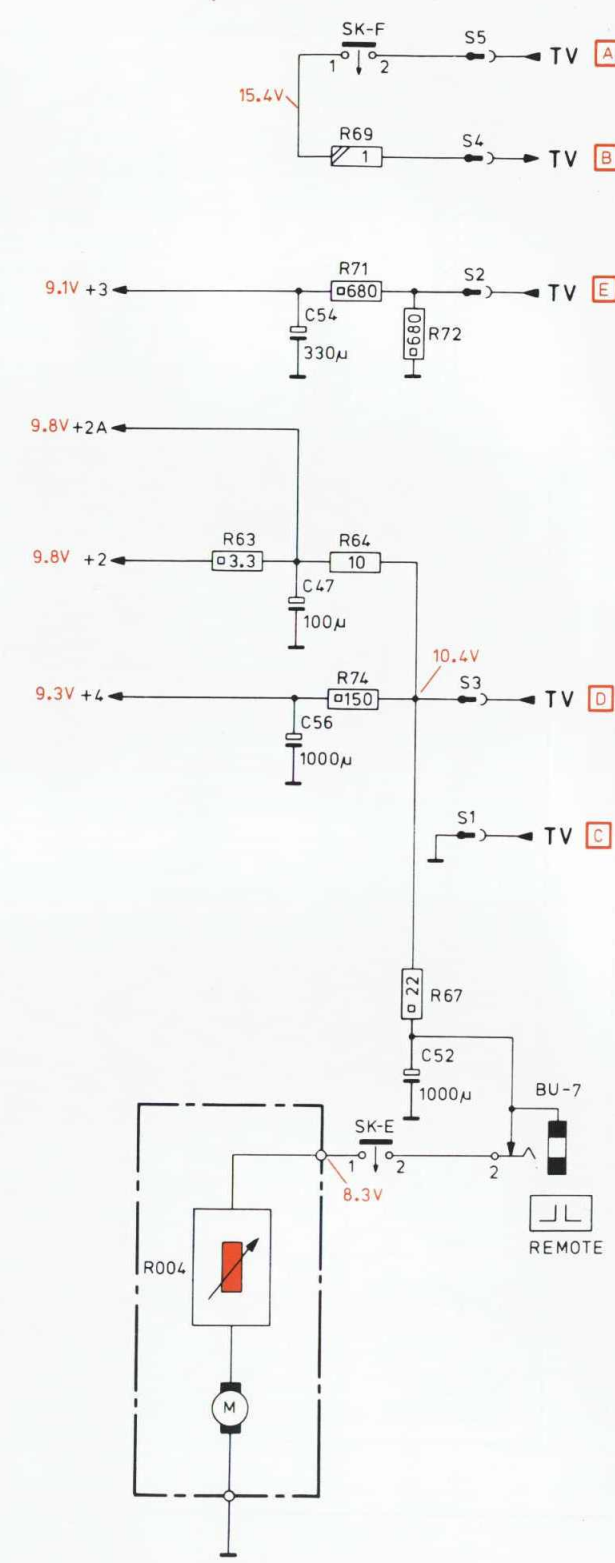 SK-F
S5
1 2
TV A
15.4V
R69
1
S4
TV B
R71
680
S2
TV E
9.1V +3
C54
330μ
680
R72
9.8V +2A
R63
3.3
R64
10
9.8V +2
C47
100μ
10.4V
R74
150
S3
9.3V +4
TV D
C56
1000μ
S1
TV C
22
R67
C52
1000μ
BU-7
SK-E
1 2
2
8.3V
REMOTE
R004
M